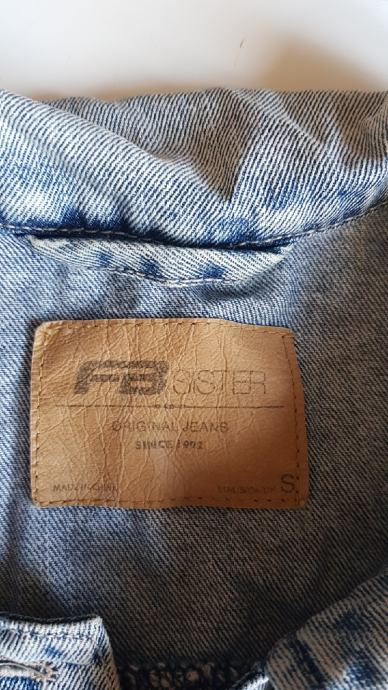 FB SISTER
ORIGINAL JEANS
SINCE 1992
MADE IN CHINA
S